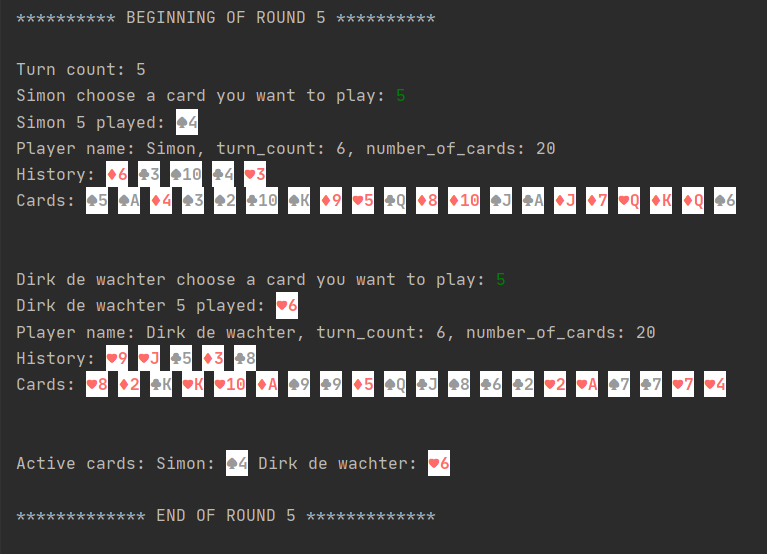 ********** BEGINNING OF ROUND 5 **********
Turn count: 5
Simon choose a card you want to play: 5
Simon 5 played: ♠4
Player name: Simon, turn_count: 6, number_of_cards: 20
History: ♦6 ♣3 ♠10 ♣4 ♥3
Cards: ♠5 ♠A ♦4 ♠3 ♠2 ♣10 ♠K ♦9 ♥5 ♣Q ♦8 ♦10 ♠J ♣A ♦J ♦7 ♥Q ♦K ♦Q ♠6
Dirk de wachter choose a card you want to play: 5
Dirk de wachter 5 played: ♥6
Player name: Dirk de wachter, turn_count: 6, number_of_cards: 20
History: ♥9 ♥J ♣5 ♦3 ♣8
Cards: ♥8 ♦2 ♣K ♥K ♥10 ♦A ♠9 ♣9 ♦5 ♠Q ♣J ♠8 ♣6 ♣2 ♥2 ♥A ♠7 ♣7 ♥7 ♥4
Active cards: Simon: ♠4 Dirk de wachter: ♥6
************* END OF ROUND 5 *************